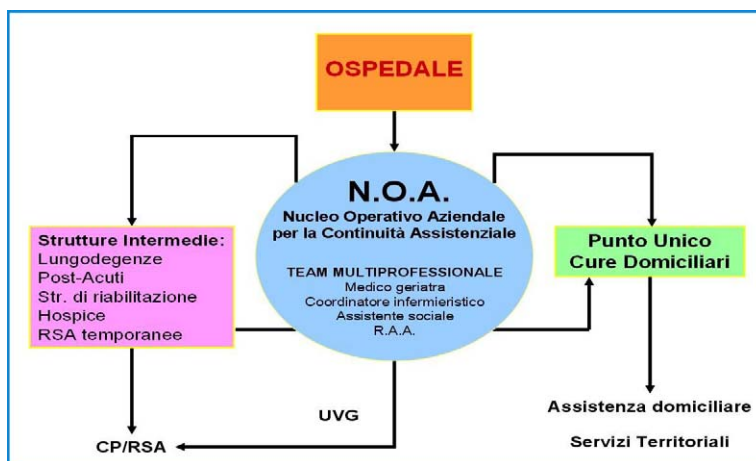 OSPEDALE
N.O.A.
Nucleo Operativo Aziendale
per la Continuità Assistenziale
TEAM MULTIPROFESSIONALE
Medico geriatra
Coordinatore infermieristico
Assistente sociale
R.A.A.
Strutture Intermedie:
Lungodegenze
Post-Acuti
Str. di riabilitazione
Hospice
RSA temporanee
Punto Unico
Cure Domiciliari
UVG
CP/RSA
Assistenza domiciliare
Servizi Territoriali